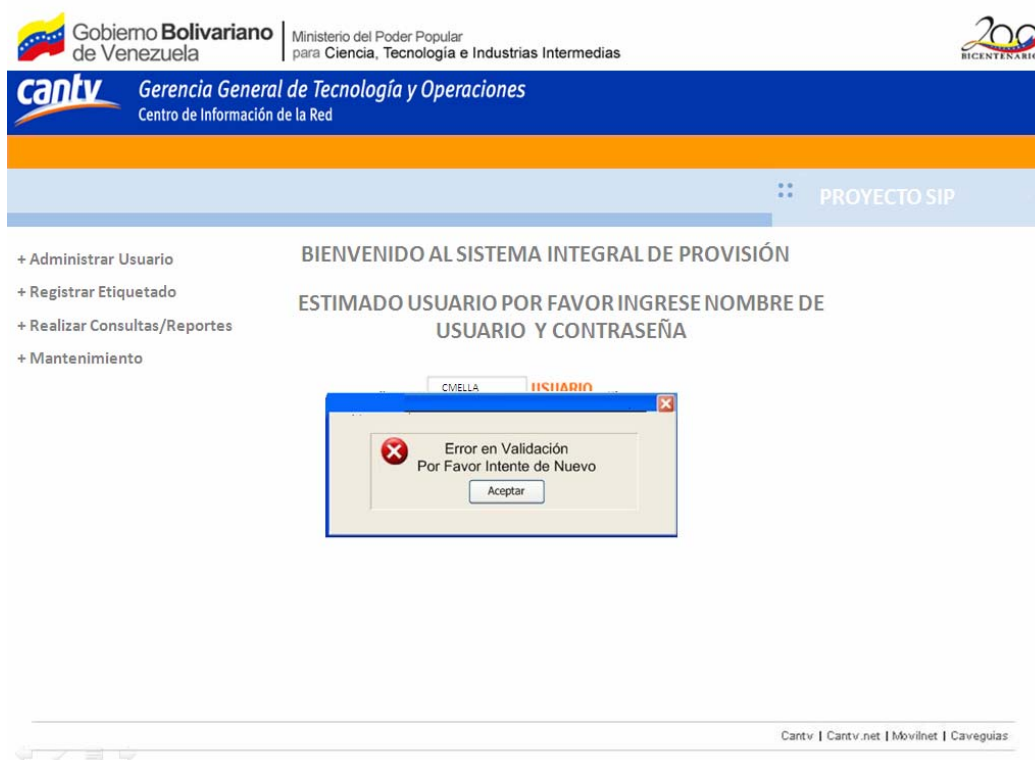 Gobierno Bolivariano
de Venezuela
Ministerio del Poder Popular
para Ciencia, Tecnología e Industrias Intermedias
200
BICENTENARIO
cantv
Gerencia General de Tecnología y Operaciones
Centro de Información de la Red
PROYECTO SIP
+ Administrar Usuario
+ Registrar Etiquetado
+ Realizar Consultas/Reportes
+ Mantenimiento
BIENVENIDO AL SISTEMA INTEGRAL DE PROVISIÓN
ESTIMADO USUARIO POR FAVOR INGRESE NOMBRE DE
USUARIO Y CONTRASEÑA
CMELLA
USUARIO
Error en Validación
Por Favor Intente de Nuevo
Aceptar
Cantv | Cantv.net | Movilnet | Caveguias